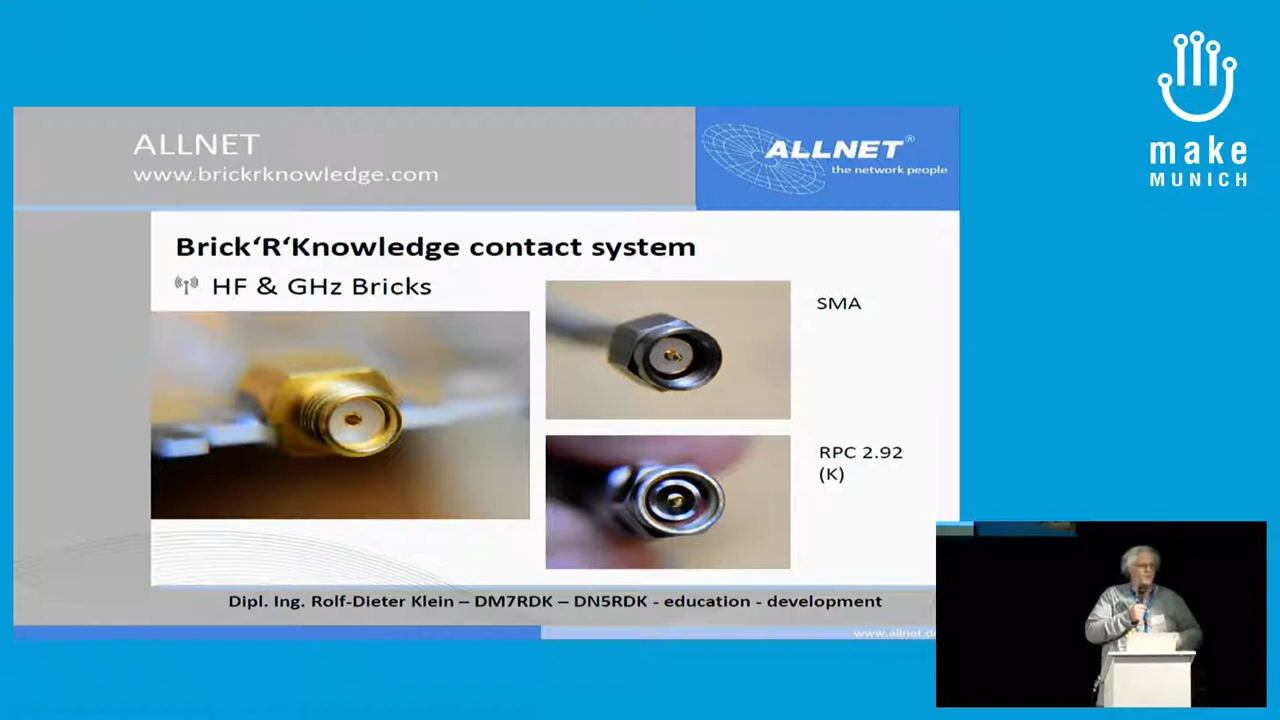 ALLNET
www.brickrknowledge.com
ALLNET®
the network people
make
MUNICH
Brick‘R‘Knowledge contact system
HF & GHz Bricks
SMA
RPC 2.92
(K)
Dipl. Ing. Rolf-Dieter Klein – DM7RDK – DN5RDK - education - development
www.allnet.d